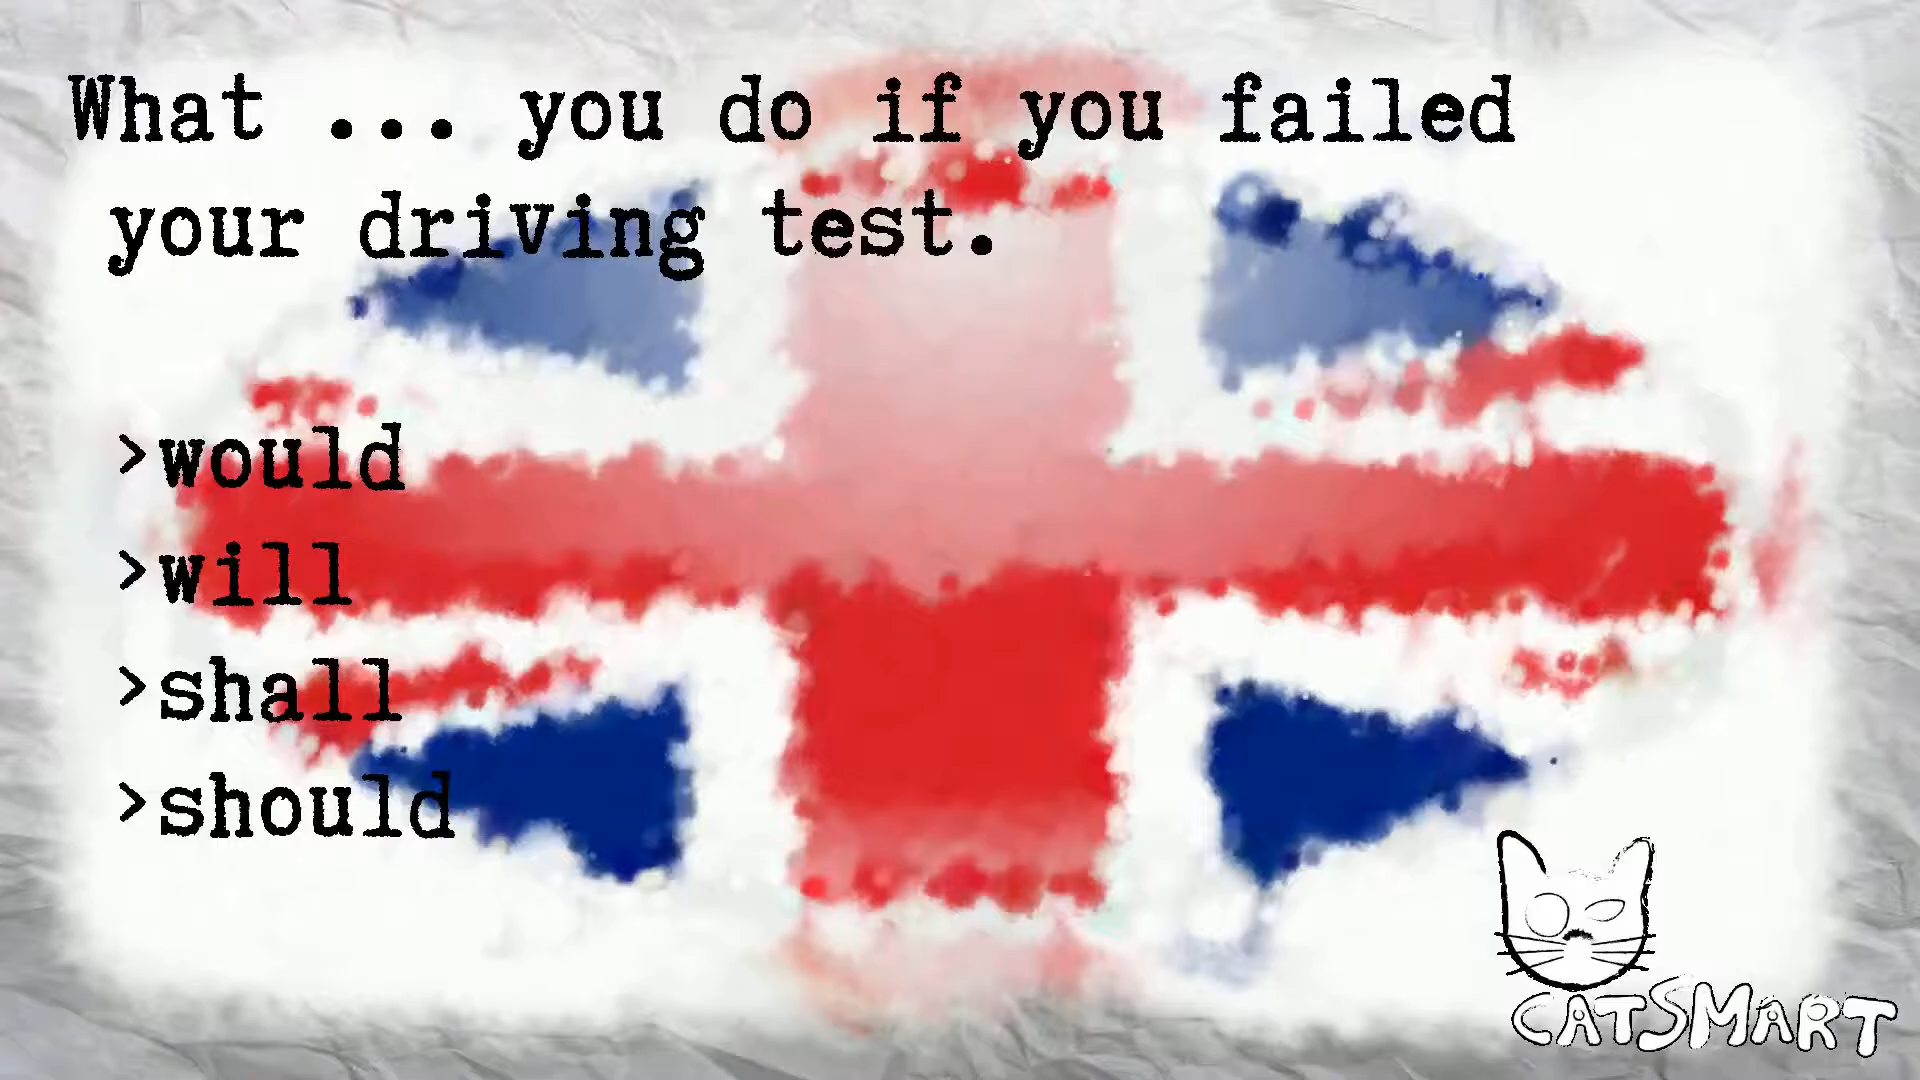 What ... you do if you failed
your driving test.
>would
>will
>shall
>should
CATSMART